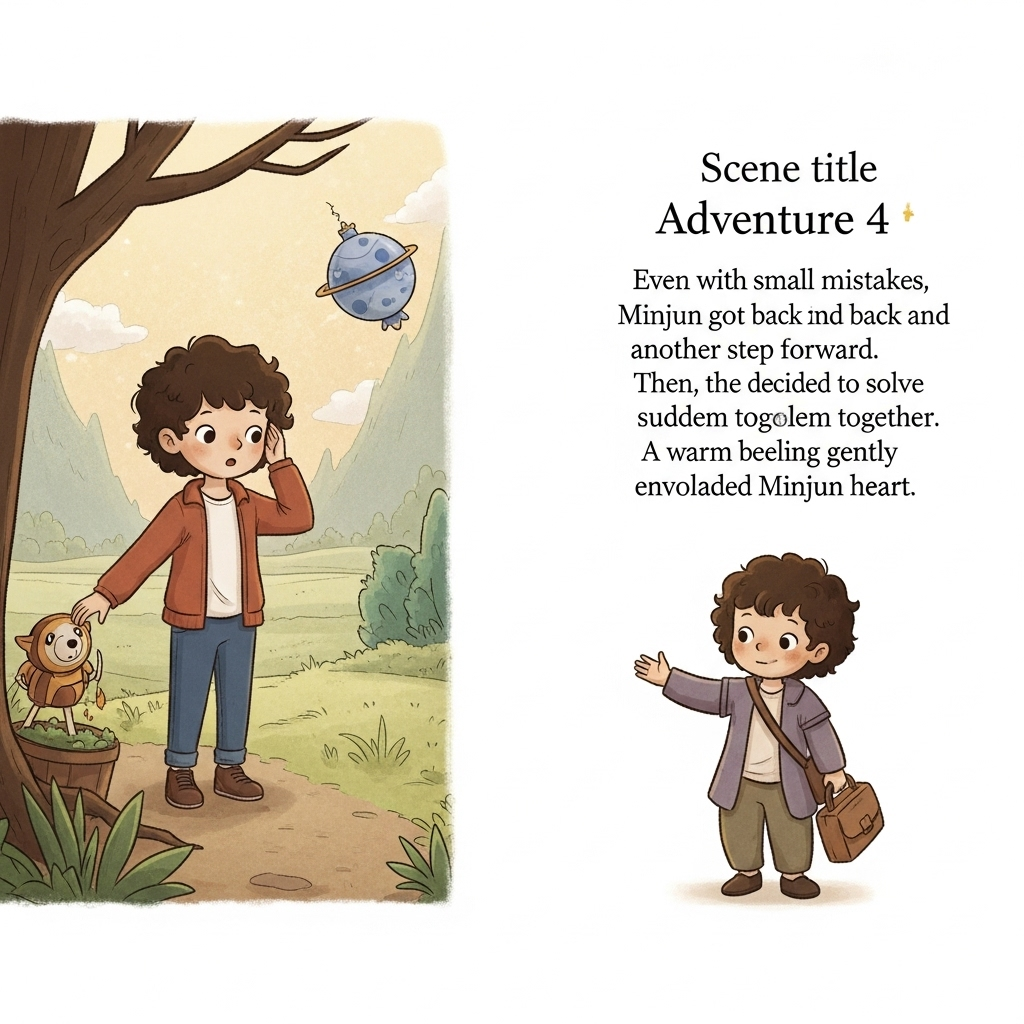 Scene title
Adventure 4
Even with small mistakes,
Minjun got back ind back and
another step forward.
Then, the decided to solve
suddem together.
A warm beeling gently
envoladed Minjun heart.